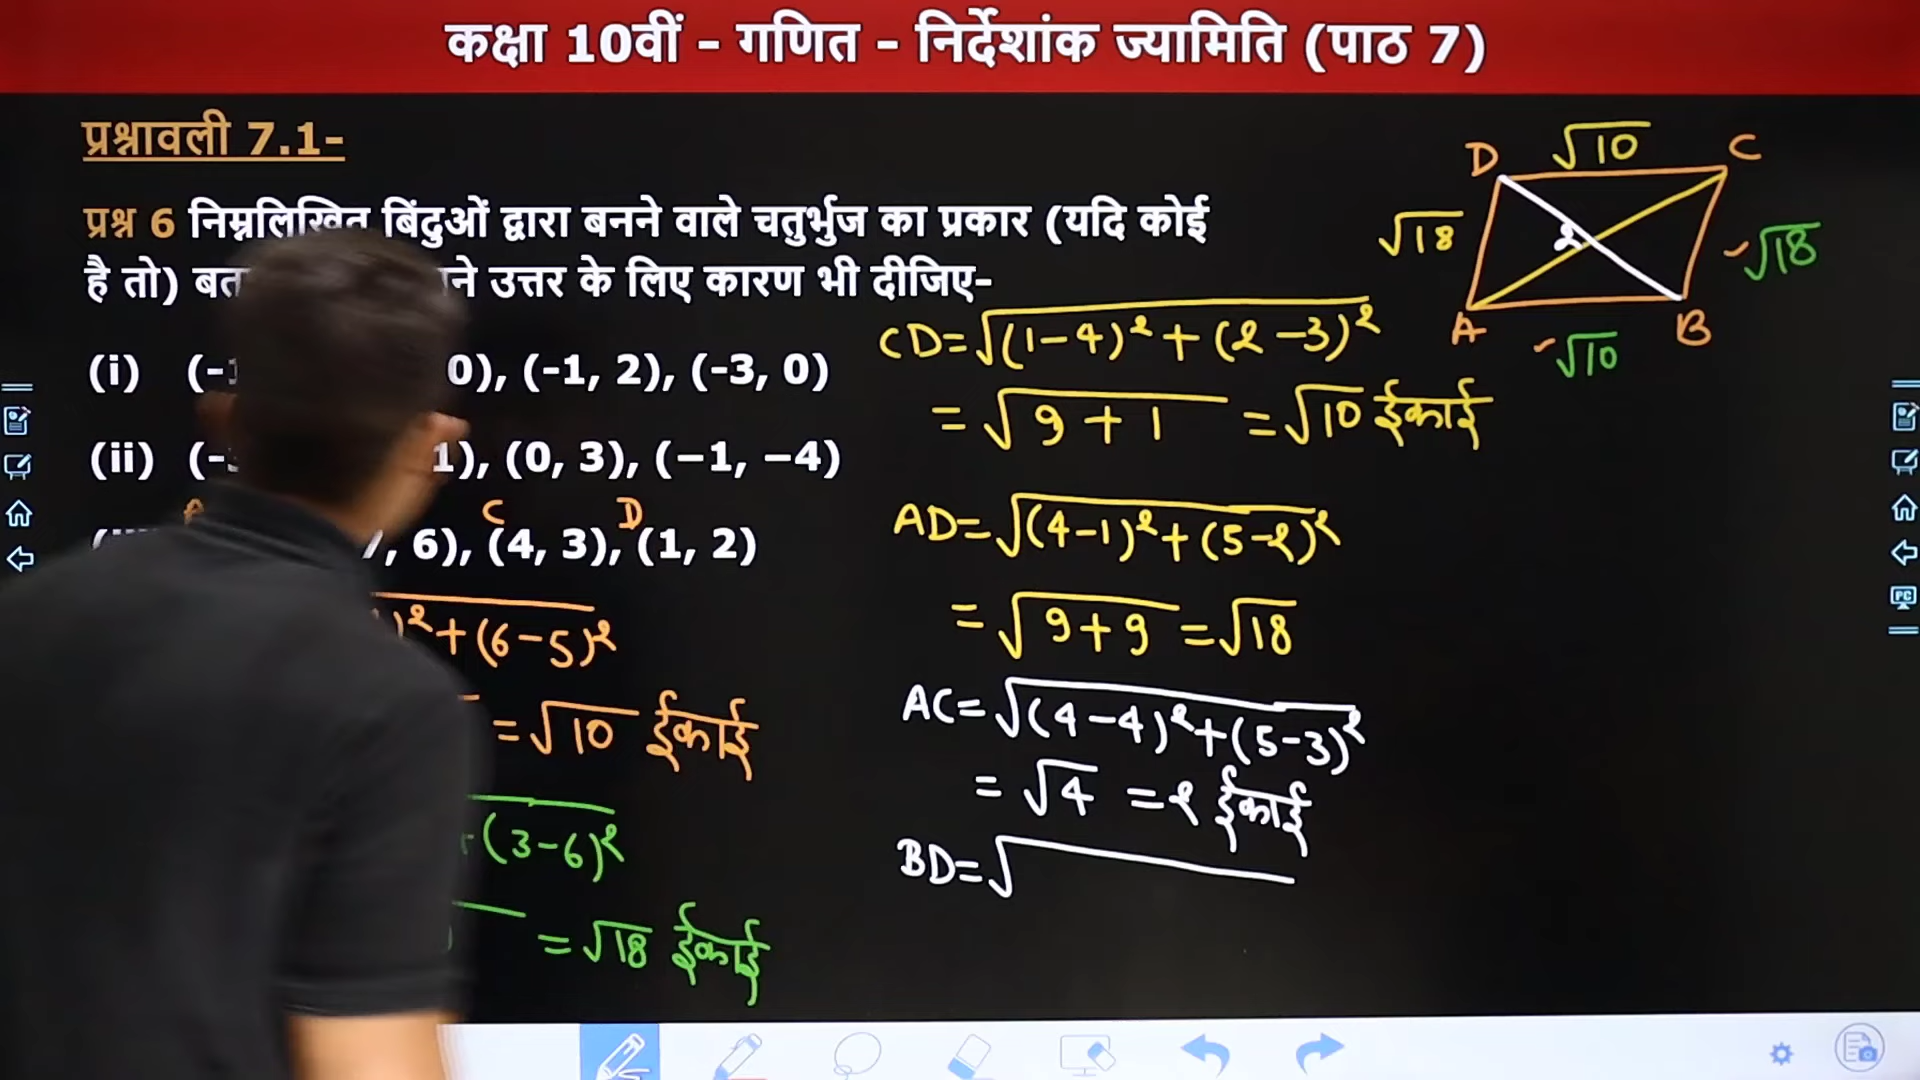 कक्षा 10वीं - गणित - निर्देशांक ज्यामिति (पाठ 7)
प्रश्नावली 7.1-
प्रश्न 6 निम्नलिखित बिंदुओं द्वारा बनने वाले चतुर्भुज का प्रकार (यदि कोई
है तो) उत्तर के लिए कारण भी दीजिए-
(i) 0), (-1, 2), (-3, 0)
(ii) 1), (0, 3), (−1, −4)
C D
, 6), (4, 3), (1, 2)
)² + (6-5)²
= √10 ईकाई
(3-6)²
= √18 ईकाई
CD = √(1-4)² + (2-3)²
= √9+1 = √10 ईकाई
AD = √(4-1)² + (5-2)²
= √9+9 = √18
AC = √(4-4)² + (5-3)²
= √4 = 2 ईकाई
BD = √
D √10 C
√18 2 √18
A √10 B